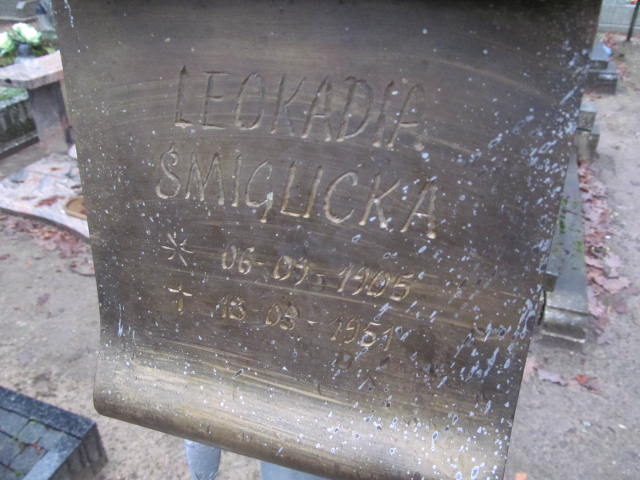 LEOKADIA
ŚMIGLICKA
* 06-09-1905
† 13-03-1951